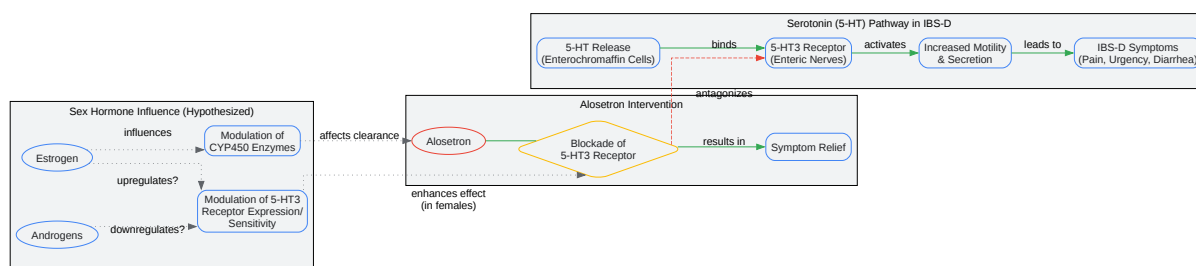 Serotonin (5-HT) Pathway in IBS-D
5-HT Release
(Enterochromaffin Cells)
binds
5-HT3 Receptor
(Enteric Nerves)
activates
Increased Motility
& Secretion
leads to
IBS-D Symptoms
(Pain, Urgency, Diarrhea)
antagonizes
Sex Hormone Influence (Hypothesized)
Estrogen
influences
Modulation of
CYP450 Enzymes
affects clearance
upregulates?
Modulation of 5-HT3
Receptor Expression/
Sensitivity
Androgens
downregulates?
Alosetron Intervention
Alosetron
Blockade of
5-HT3 Receptor
results in
Symptom Relief
enhances effect
(in females)